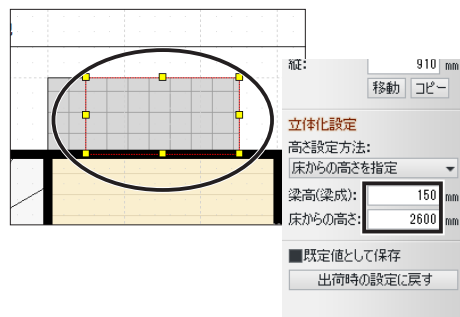 縦: 910 mm
移動 コピー
立体化設定
高さ設定方法:
床からの高さを指定
梁高(梁成): 150 mm
床からの高さ: 2600 mm
既定値として保存
出荷時の設定に戻す